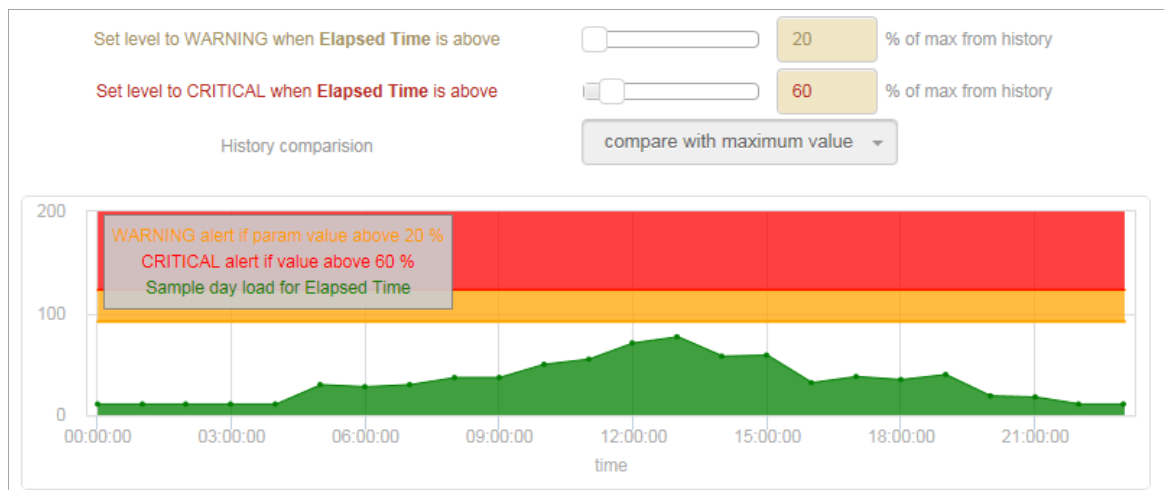 Set level to WARNING when Elapsed Time is above 20 % of max from history
Set level to CRITICAL when Elapsed Time is above 60 % of max from history
History comparision compare with maximum value
200
WARNING alert if param value above 20 %
CRITICAL alert if value above 60 %
Sample day load for Elapsed Time
100
0
00:00:00 03:00:00 06:00:00 09:00:00 12:00:00 15:00:00 18:00:00 21:00:00
time